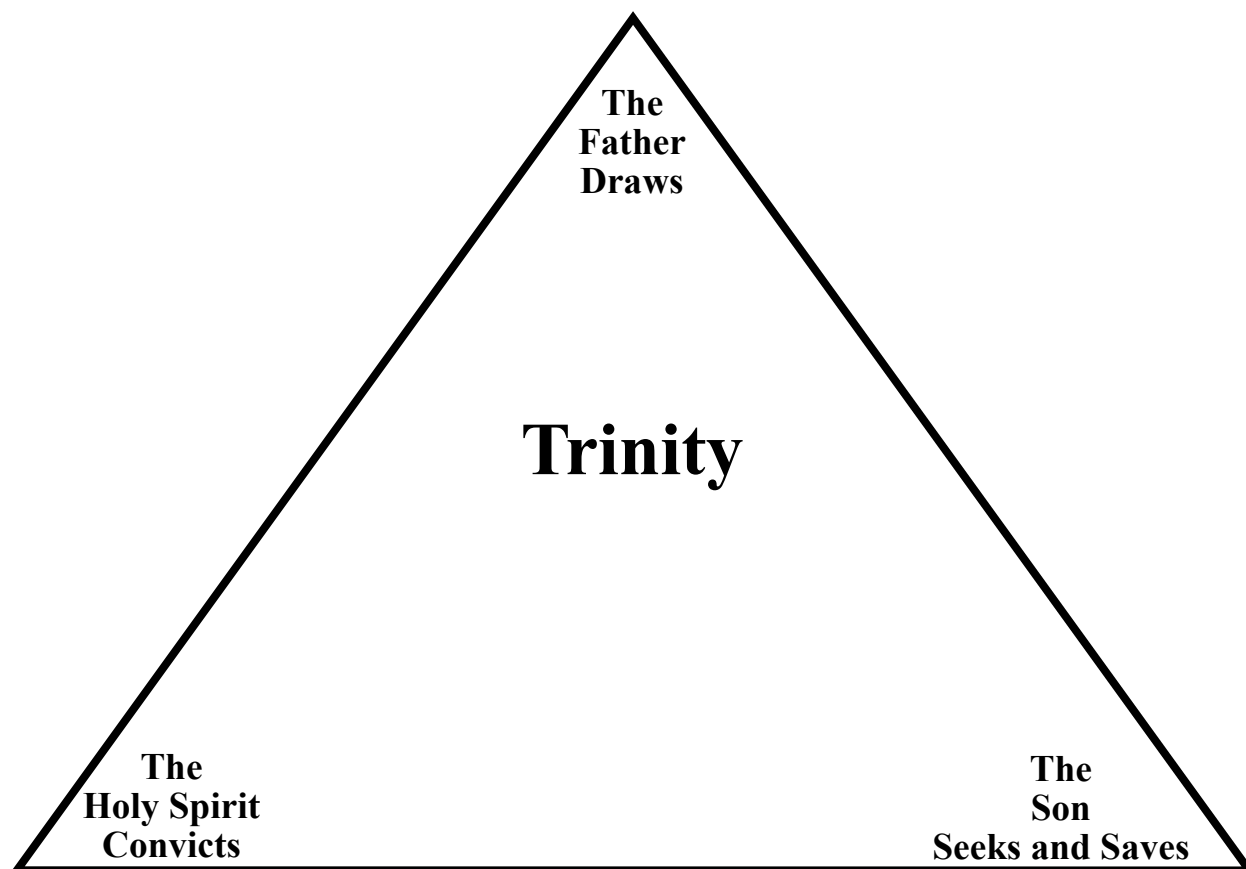 The
Father
Draws
Trinity
The
Holy Spirit
Convicts
The
Son
Seeks and Saves